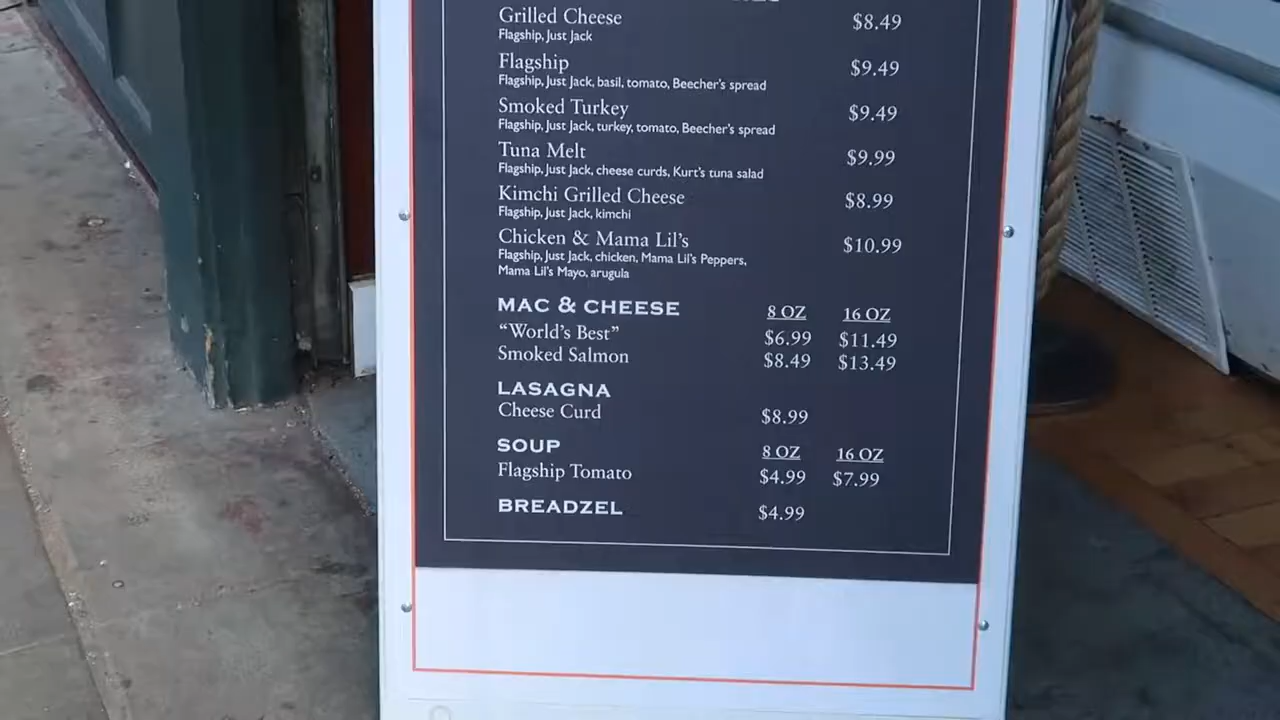 Grilled Cheese $8.49
Flagship, Just Jack
Flagship $9.49
Flagship, Just Jack, basil, tomato, Beecher's spread
Smoked Turkey $9.49
Flagship, Just Jack, turkey, tomato, Beecher's spread
Tuna Melt $9.99
Flagship, Just Jack, cheese curds, Kurt's tuna salad
Kimchi Grilled Cheese $8.99
Flagship, Just Jack, kimchi
Chicken & Mama Lil's $10.99
Flagship, Just Jack, chicken, Mama Lil's Peppers,
Mama Lil's Mayo, arugula
MAC & CHEESE 8 OZ 16 OZ
“World's Best” $6.99 $11.49
Smoked Salmon $8.49 $13.49
LASAGNA
Cheese Curd $8.99
SOUP 8 OZ 16 OZ
Flagship Tomato $4.99 $7.99
BREADZEL $4.99